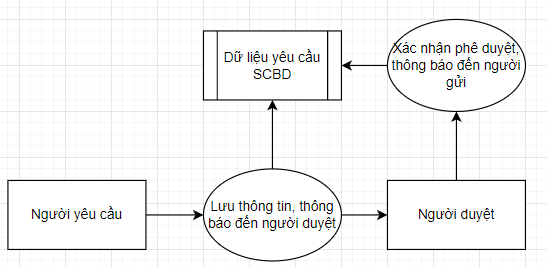 Dữ liệu yêu cầu
SCBD
Xác nhận phê duyệt,
thông báo đến người
gửi
Người yêu cầu
Lưu thông tin, thông
báo đến người duyệt
Người duyệt